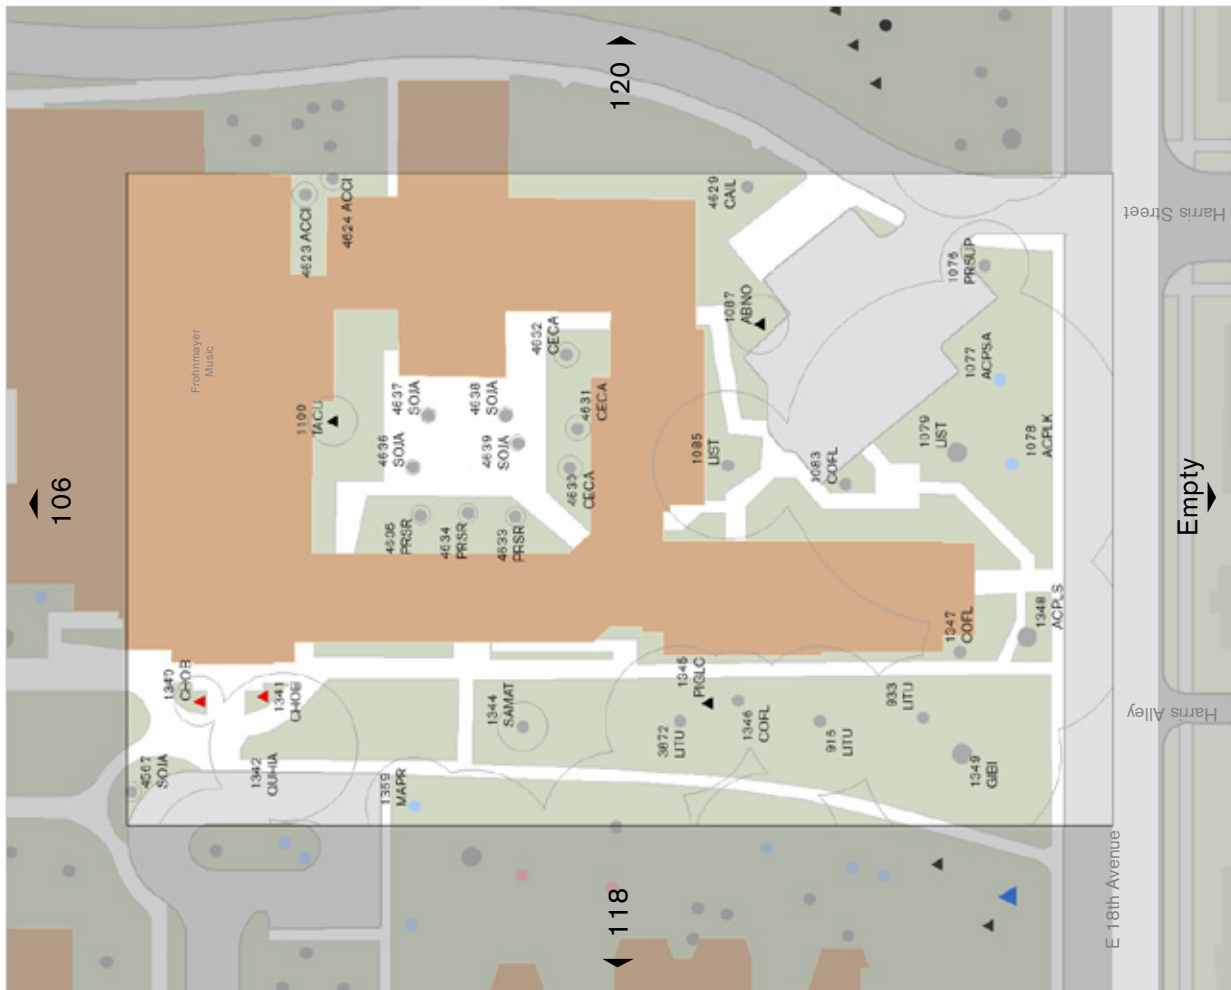 120
Harris Street
4629
CAIL
4623 ACCI
4624 ACCI
1076
PRSUP
1087
ABNO
Frohnmayer
Music
4632
CECA
1077
ACPSA
1100
TACU
4637
SOJA
4638
SOJA
4631
CECA
4636
SOJA
4639
SOJA
1085
LIST
1079
LIST
1078
ACPLK
1083
COFL
4630
CECA
106
Empty
4635
PRSR
4634
PRSR
4633
PRSR
1347
COFL
1348
ACPLS
1340
CHOB
1341
CHOB
1345
PIGLC
1344
SAMAT
933
LITU
Harris Alley
3872
LITU
1346
COFL
915
LITU
4567
SOJA
1342
QUHIA
1349
GIBI
1359
MAPR
118
E 18th Avenue